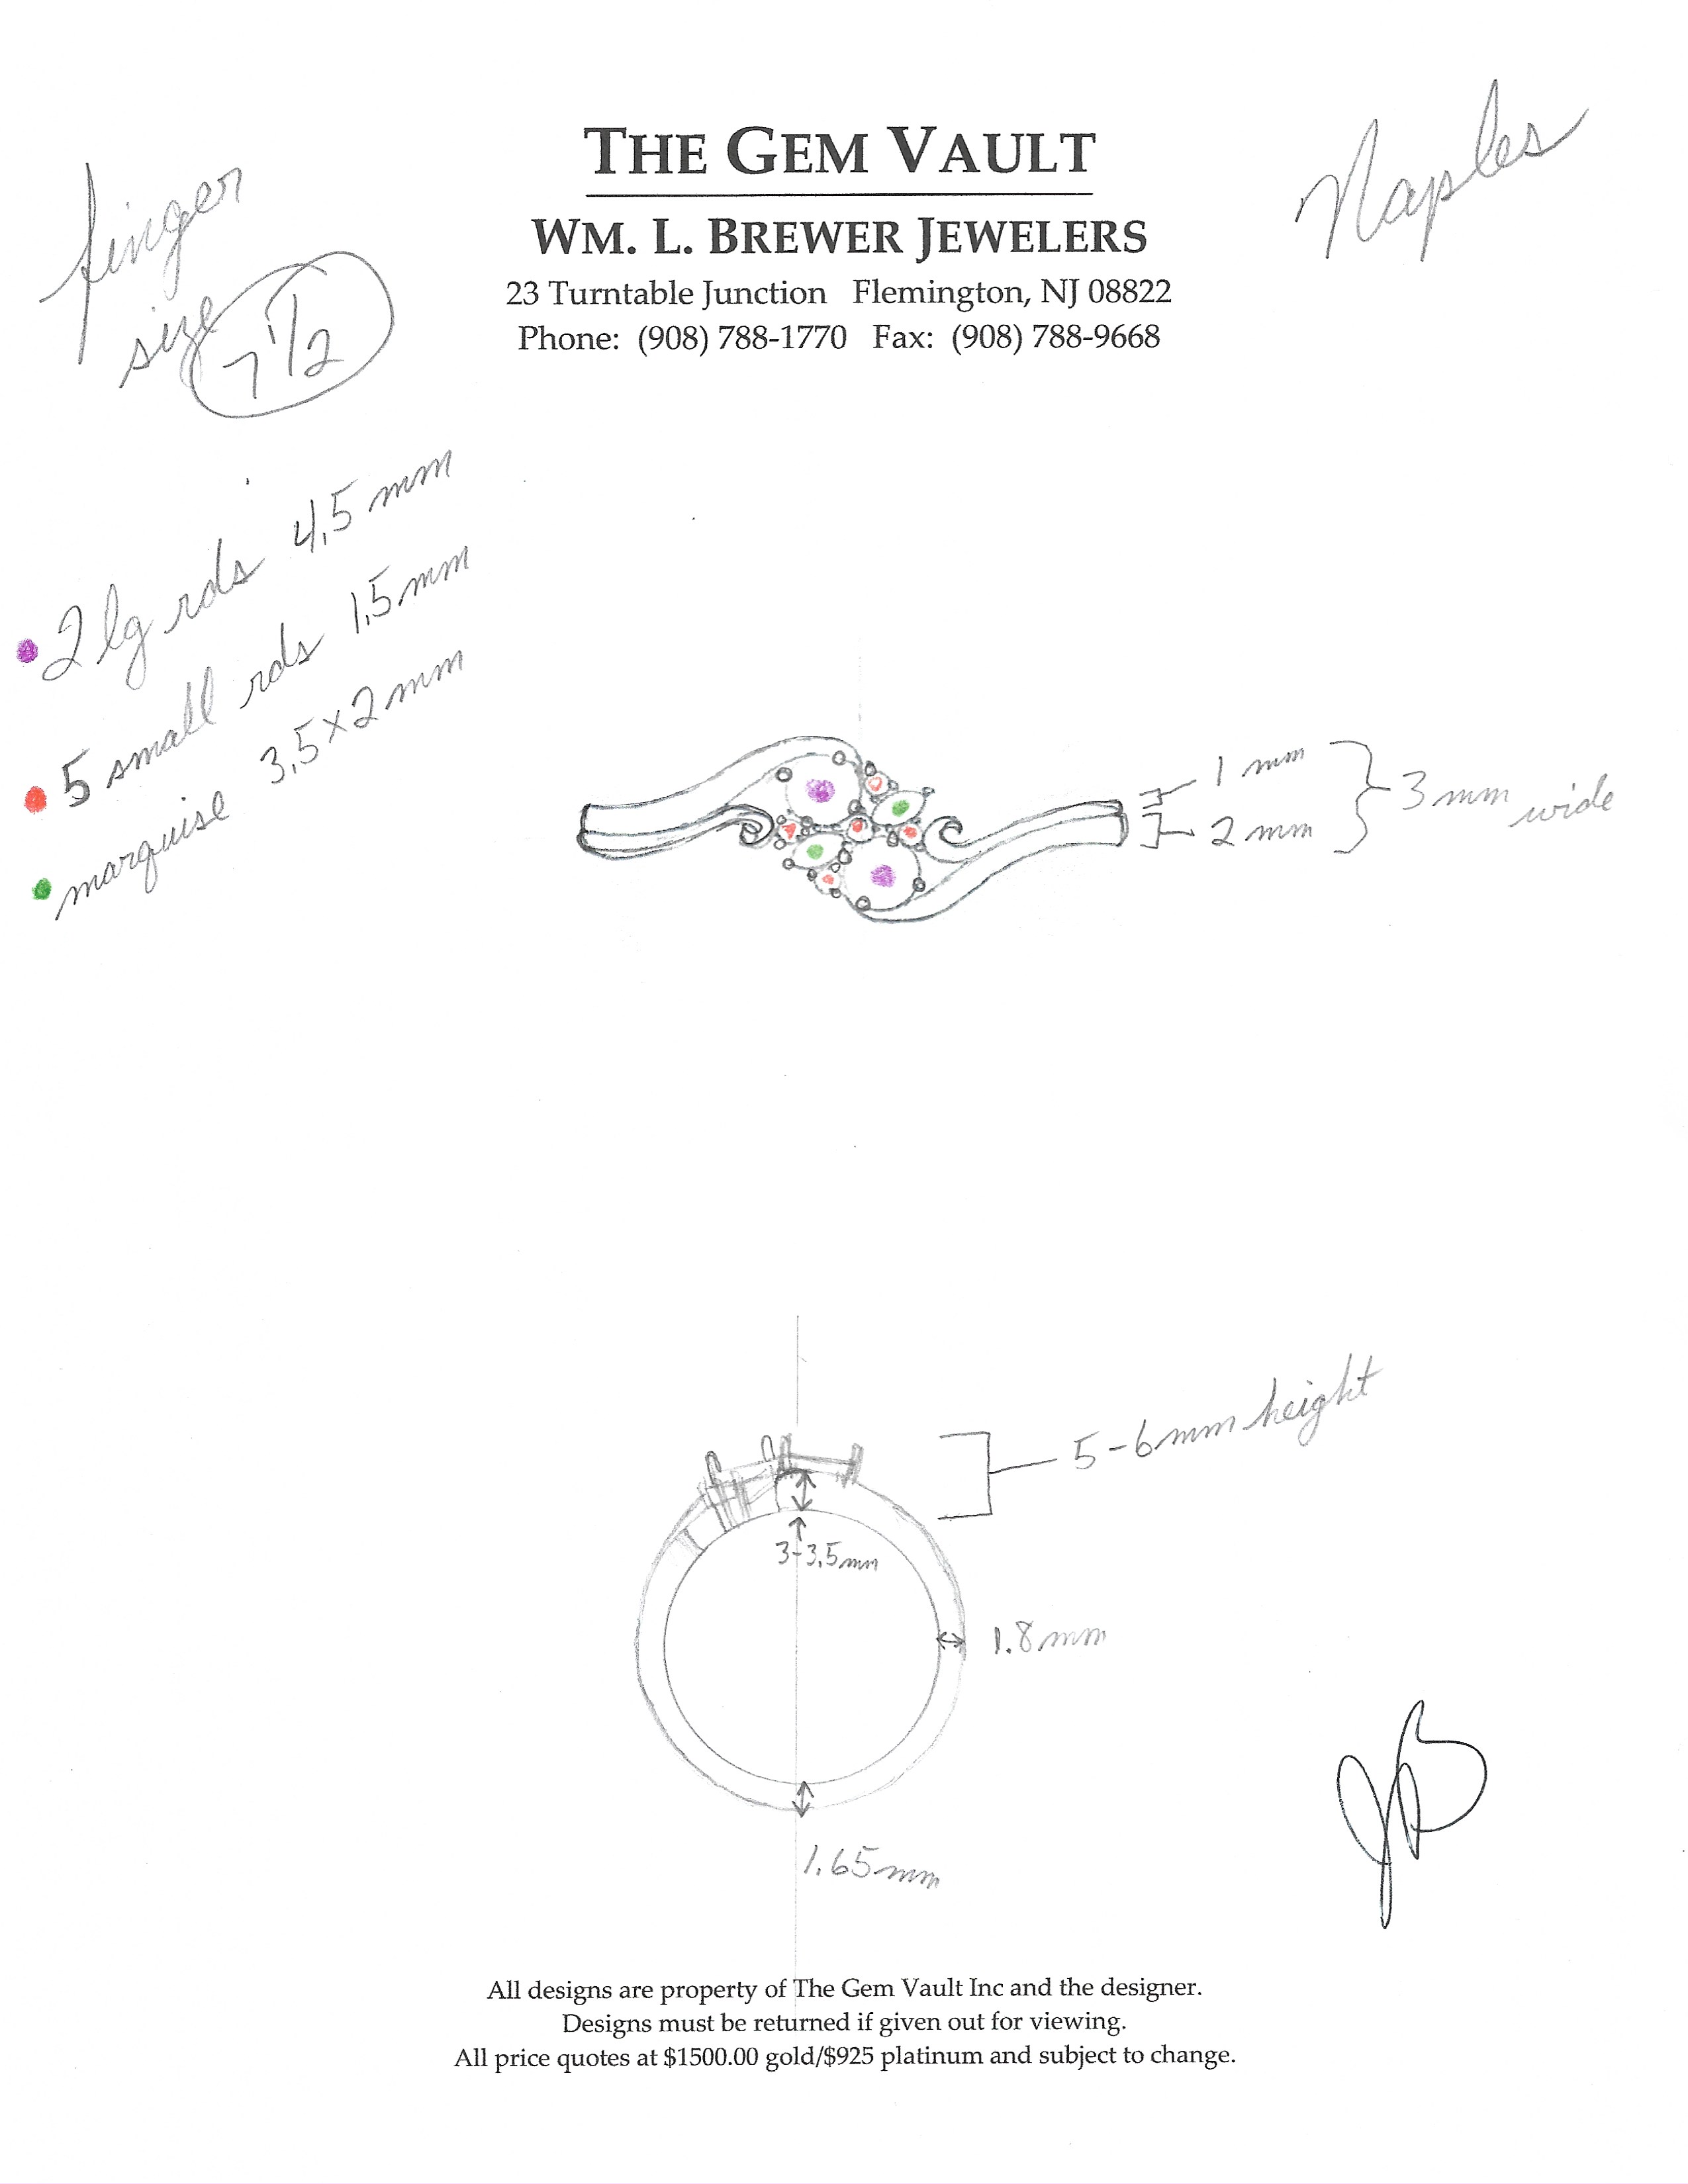 THE GEM VAULT
WM. L. BREWER JEWELERS
23 Turntable Junction Flemington, NJ 08822
Phone: (908) 788-1770 Fax: (908) 788-9668
Naples
finger
size 7 1/2
2 lg rds 4.5 mm
5 small rds 1.5 mm
marquise 3.5 x 2 mm
1 mm
2 mm
3 mm wide
5-6 mm height
3-3.5 mm
1.8 mm
1.65 mm
JB
All designs are property of The Gem Vault Inc and the designer.
Designs must be returned if given out for viewing.
All price quotes at $1500.00 gold/$925 platinum and subject to change.